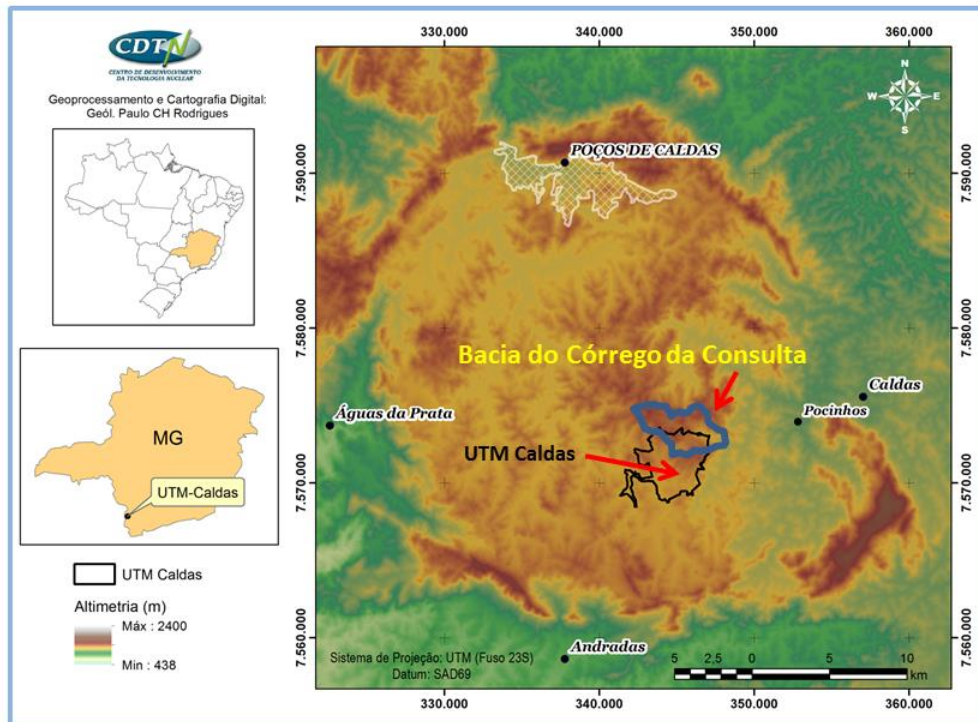 CDTN
CENTRO DE DESENVOLVIMENTO
DA TECNOLOGIA NUCLEAR
Geoprocessamento e Cartografia Digital:
Geól. Paulo CH Rodrigues
MG
UTM-Caldas
UTM Caldas
Altimetria (m)
Máx : 2400
Min : 438
330.000 340.000 350.000 360.000
N
W E
S
POÇOS DE CALDAS
7.590.000 7.590.000
7.580.000 7.580.000
Bacia do Córrego da Consulta
Caldas
Águas da Prata
Pocinhos
UTM Caldas
7.570.000 7.570.000
7.560.000 7.560.000
Andradas
Sistema de Projeção: UTM (Fuso 23S)
Datum: SAD69
5 2,5 0 5 10
km
330.000 340.000 350.000 360.000